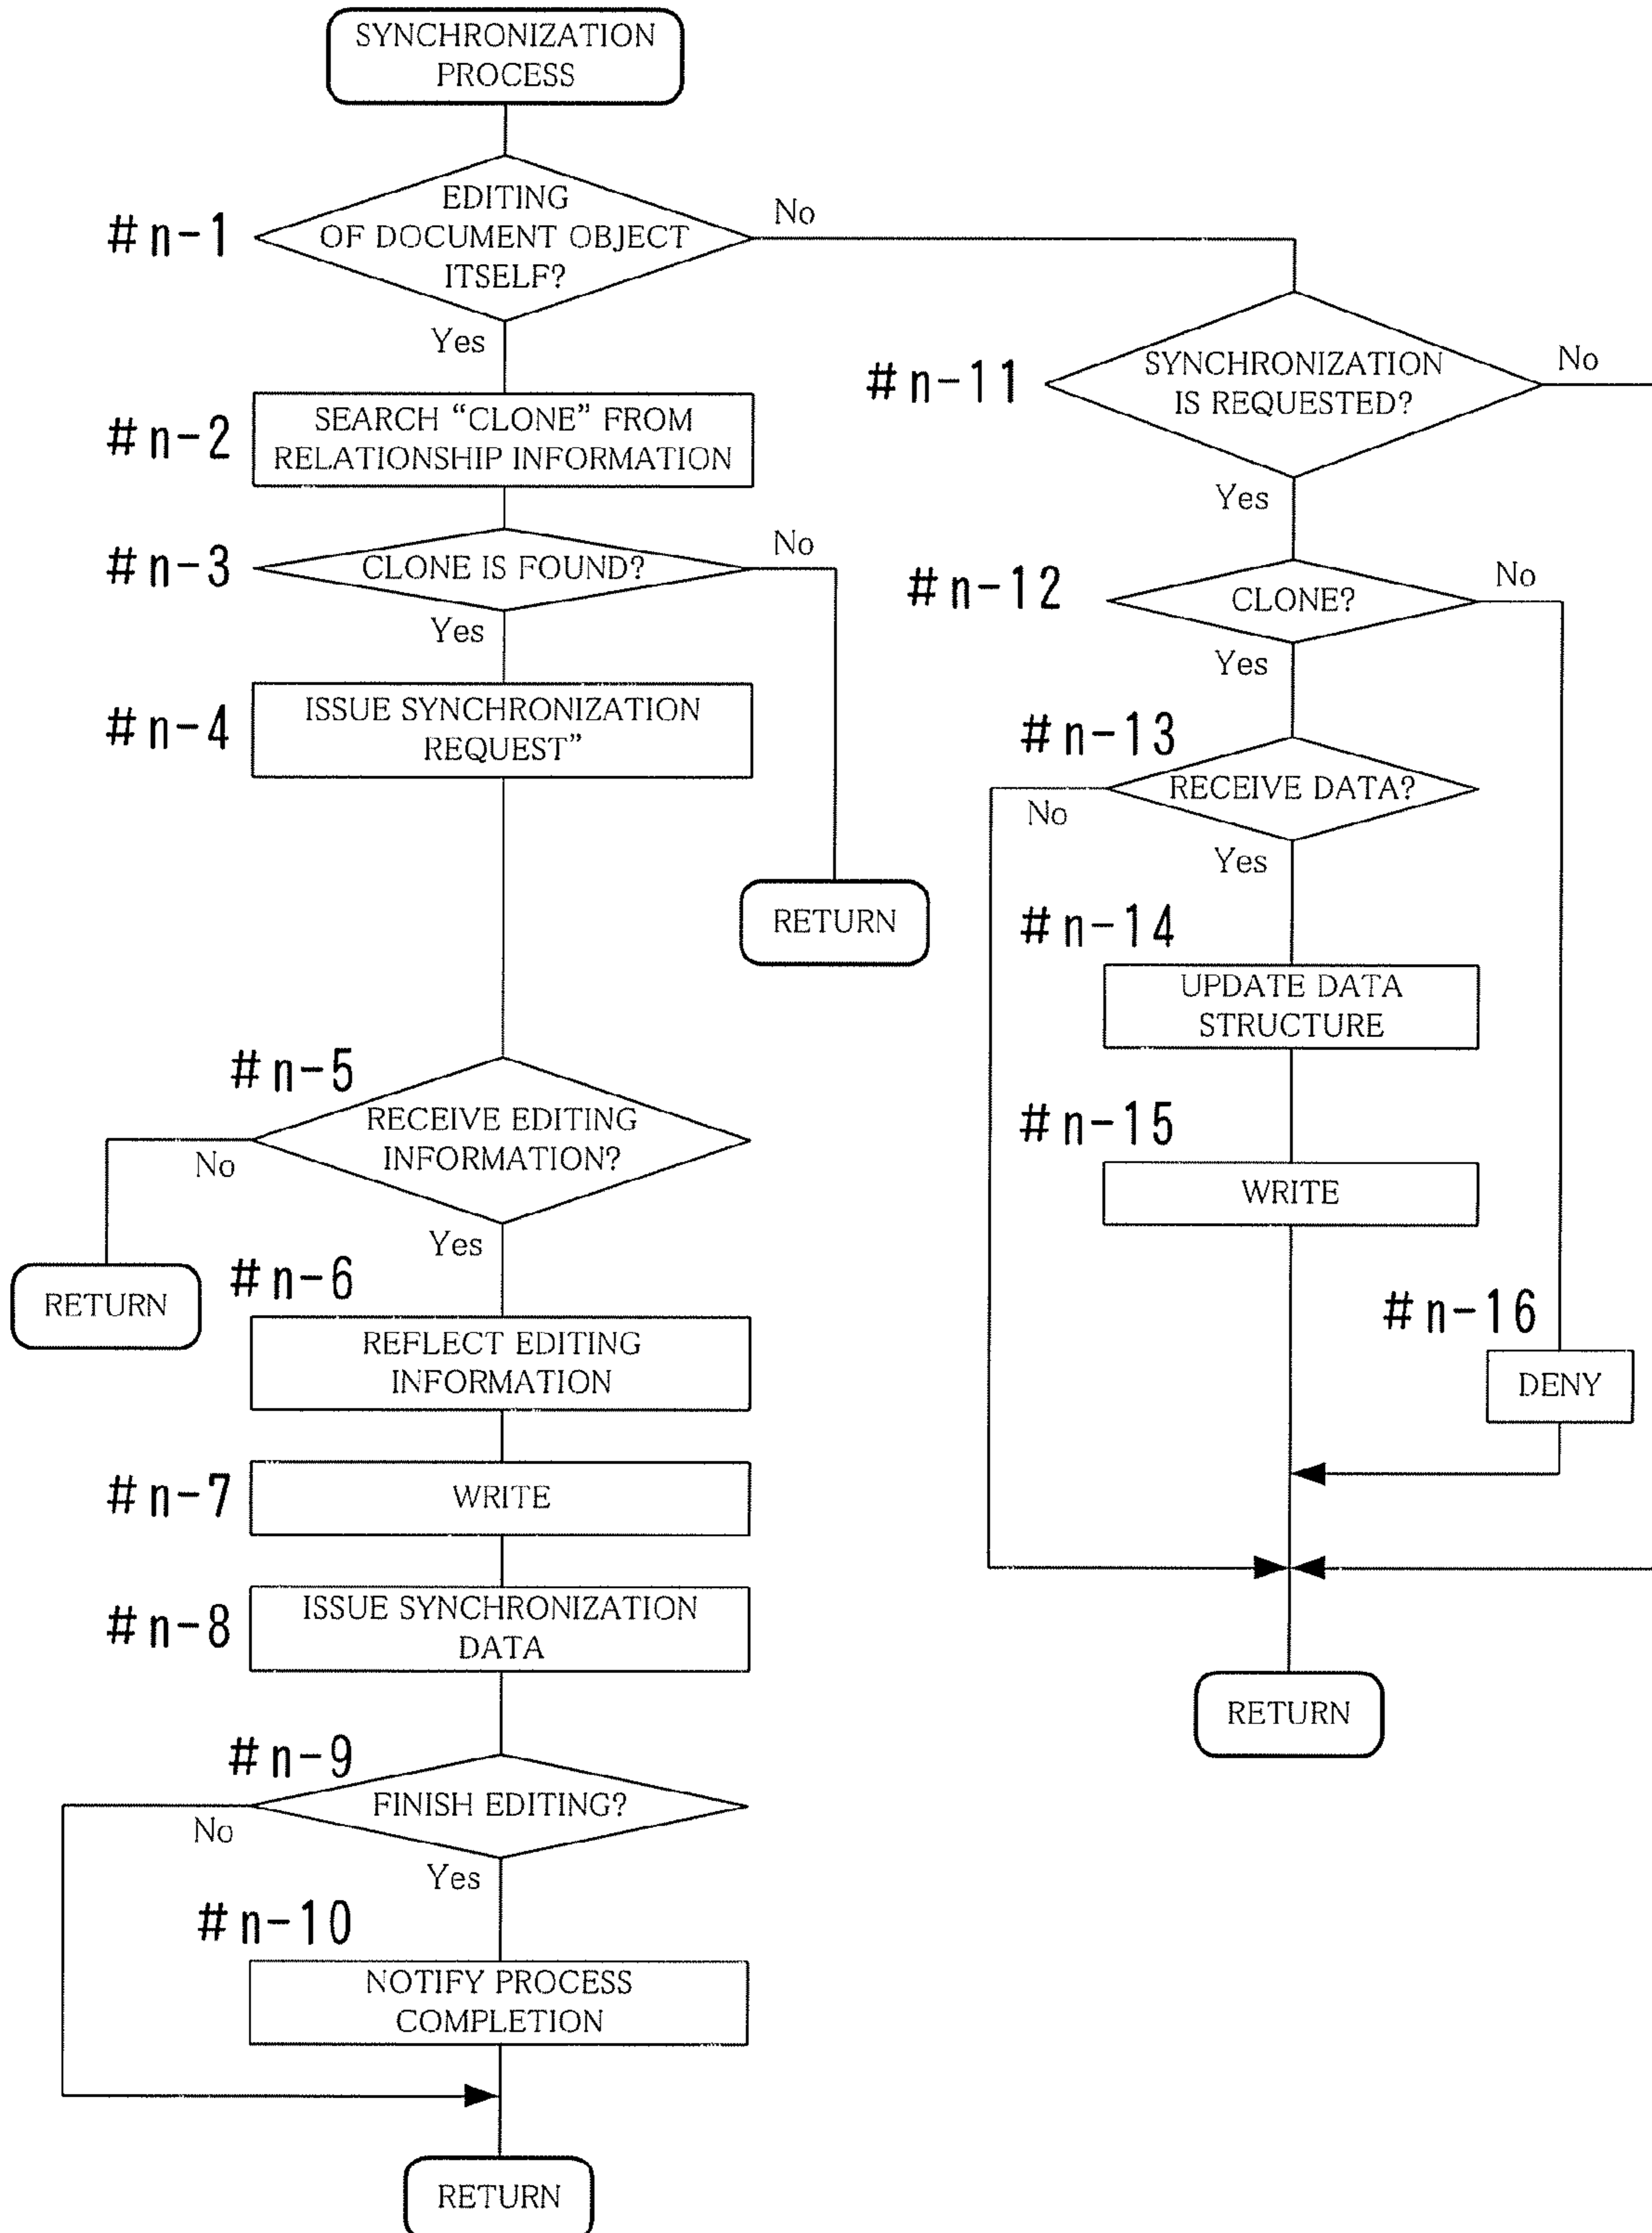 SYNCHRONIZATION
PROCESS
#n-1
EDITING
OF DOCUMENT OBJECT
ITSELF?
No
Yes
#n-2
SEARCH “CLONE” FROM
RELATIONSHIP INFORMATION
#n-3
CLONE IS FOUND?
No
Yes
#n-4
ISSUE SYNCHRONIZATION
REQUEST”
RETURN
#n-5
RECEIVE EDITING
INFORMATION?
No
Yes
RETURN
#n-6
REFLECT EDITING
INFORMATION
#n-7
WRITE
#n-8
ISSUE SYNCHRONIZATION
DATA
#n-9
FINISH EDITING?
No
Yes
#n-10
NOTIFY PROCESS
COMPLETION
RETURN
#n-11
SYNCHRONIZATION
IS REQUESTED?
No
Yes
#n-12
CLONE?
No
Yes
#n-13
RECEIVE DATA?
No
Yes
#n-14
UPDATE DATA
STRUCTURE
#n-15
WRITE
#n-16
DENY
RETURN